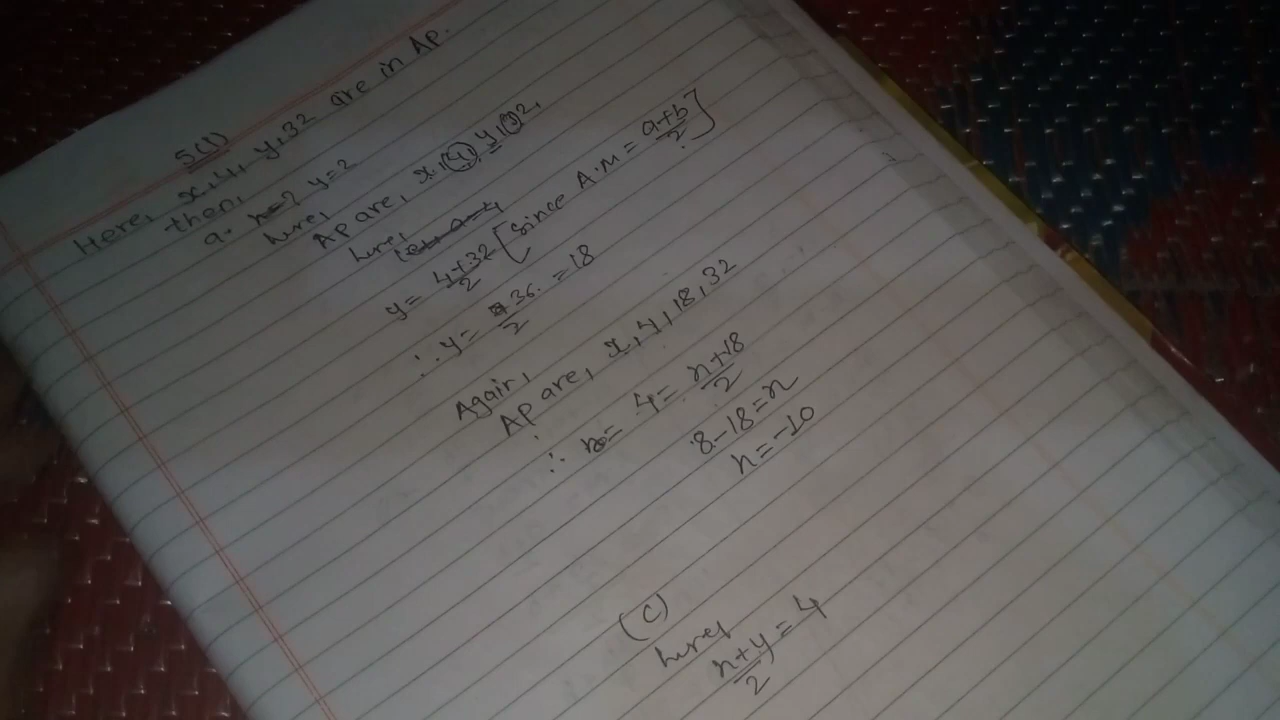 5(1)
Here, x, 4, y, 32 are in AP.
then,
a. x=? y=?
here,
AP are, x, 4, y, 32,
here,
y = 4+32/2 [Since A.M = a+b/2]
∴ y = 36/2 = 18
Again,
AP are, x, 4, 18, 32
∴ 4 = x+18/2
8-18=x
x=-10
(C)
here,
x+y/2 = 4